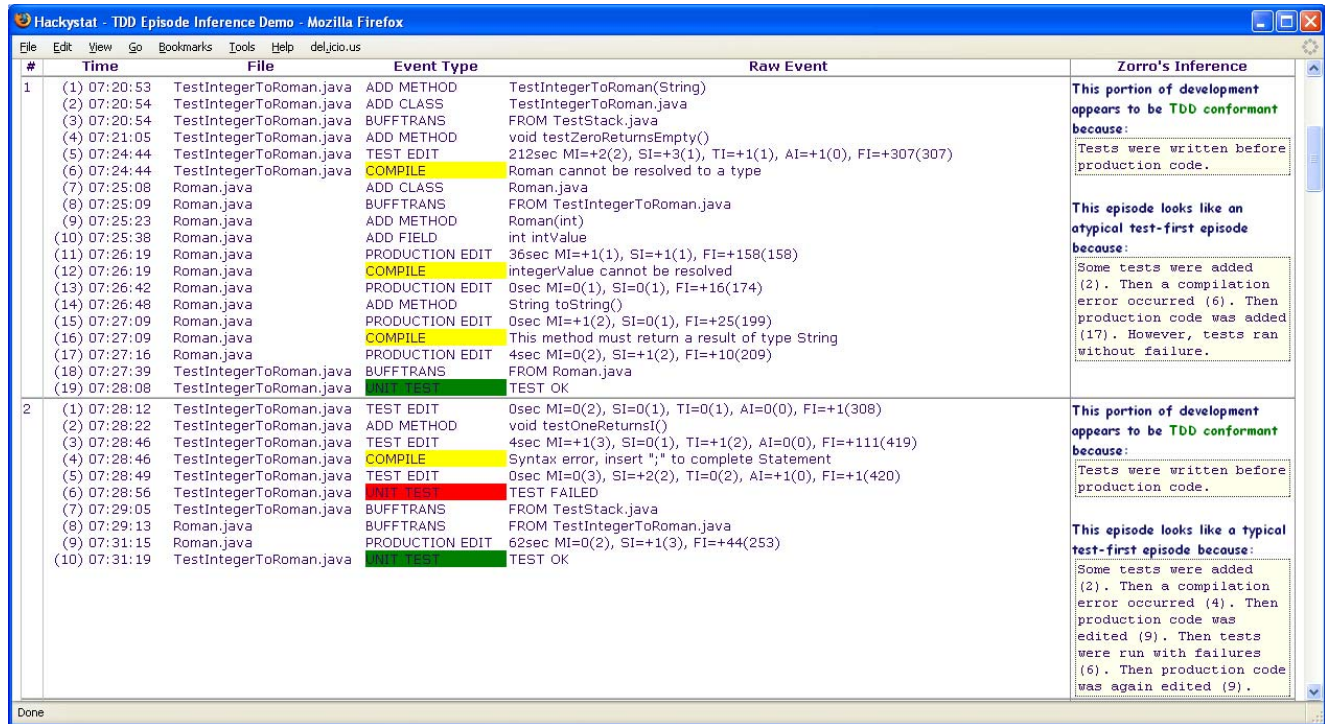 Hackystat - TDD Episode Inference Demo - Mozilla Firefox
File Edit View Go Bookmarks Tools Help del.icio.us
# Time File Event Type Raw Event Zorro's Inference
1 (1) 07:20:53 TestIntegerToRoman.java ADD METHOD TestIntegerToRoman(String)
(2) 07:20:54 TestIntegerToRoman.java ADD CLASS TestIntegerToRoman.java
(3) 07:20:54 TestIntegerToRoman.java BUFFTRANS FROM TestStack.java
(4) 07:21:05 TestIntegerToRoman.java ADD METHOD void testZeroReturnsEmpty()
(5) 07:24:44 TestIntegerToRoman.java TEST EDIT 212sec MI=+2(2), SI=+3(1), TI=+1(1), AI=+1(0), FI=+307(307)
(6) 07:24:44 TestIntegerToRoman.java COMPILE Roman cannot be resolved to a type
(7) 07:25:08 Roman.java ADD CLASS Roman.java
(8) 07:25:09 Roman.java BUFFTRANS FROM TestIntegerToRoman.java
(9) 07:25:23 Roman.java ADD METHOD Roman(int)
(10) 07:25:38 Roman.java ADD FIELD int intValue
(11) 07:26:19 Roman.java PRODUCTION EDIT 36sec MI=+1(1), SI=+1(1), FI=+158(158)
(12) 07:26:19 Roman.java COMPILE integerValue cannot be resolved
(13) 07:26:42 Roman.java PRODUCTION EDIT 0sec MI=0(1), SI=0(1), FI=+16(174)
(14) 07:26:48 Roman.java ADD METHOD String toString()
(15) 07:27:09 Roman.java PRODUCTION EDIT 0sec MI=+1(2), SI=0(1), FI=+25(199)
(16) 07:27:09 Roman.java COMPILE This method must return a result of type String
(17) 07:27:16 Roman.java PRODUCTION EDIT 4sec MI=0(2), SI=+1(2), FI=+10(209)
(18) 07:27:39 TestIntegerToRoman.java BUFFTRANS FROM Roman.java
(19) 07:28:08 TestIntegerToRoman.java UNIT TEST TEST OK
This portion of development
appears to be TDD conformant
because:
Tests were written before
production code.
This episode looks like an
atypical test-first episode
because:
Some tests were added
(2). Then a compilation
error occurred (6). Then
production code was added
(17). However, tests ran
without failure.
2 (1) 07:28:12 TestIntegerToRoman.java TEST EDIT 0sec MI=0(2), SI=0(1), TI=0(1), AI=0(0), FI=+1(308)
(2) 07:28:22 TestIntegerToRoman.java ADD METHOD void testOneReturnsI()
(3) 07:28:46 TestIntegerToRoman.java TEST EDIT 4sec MI=+1(3), SI=0(1), TI=+1(2), AI=0(0), FI=+111(419)
(4) 07:28:46 TestIntegerToRoman.java COMPILE Syntax error, insert ";" to complete Statement
(5) 07:28:49 TestIntegerToRoman.java TEST EDIT 0sec MI=0(3), SI=+2(2), TI=0(2), AI=+1(0), FI=+1(420)
(6) 07:28:56 TestIntegerToRoman.java UNIT TEST TEST FAILED
(7) 07:29:05 TestIntegerToRoman.java BUFFTRANS FROM TestStack.java
(8) 07:29:13 Roman.java BUFFTRANS FROM TestIntegerToRoman.java
(9) 07:31:15 Roman.java PRODUCTION EDIT 62sec MI=0(2), SI=+1(3), FI=+44(253)
(10) 07:31:19 TestIntegerToRoman.java UNIT TEST TEST OK
This portion of development
appears to be TDD conformant
because:
Tests were written before
production code.
This episode looks like a typical
test-first episode because:
Some tests were added
(2). Then a compilation
error occurred (4). Then
production code was
edited (9). Then tests
were run with failures
(6). Then production code
was again edited (9).
Done